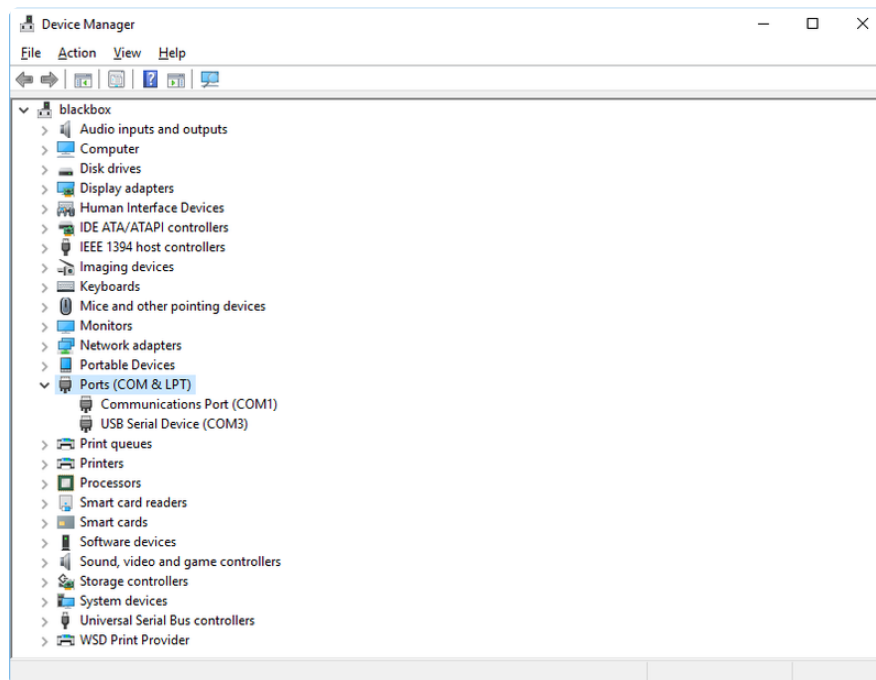 Device Manager
File Action View Help
blackbox
Audio inputs and outputs
Computer
Disk drives
Display adapters
Human Interface Devices
IDE ATA/ATAPI controllers
IEEE 1394 host controllers
Imaging devices
Keyboards
Mice and other pointing devices
Monitors
Network adapters
Portable Devices
Ports (COM & LPT)
Communications Port (COM1)
USB Serial Device (COM3)
Print queues
Printers
Processors
Smart card readers
Smart cards
Software devices
Sound, video and game controllers
Storage controllers
System devices
Universal Serial Bus controllers
WSD Print Provider